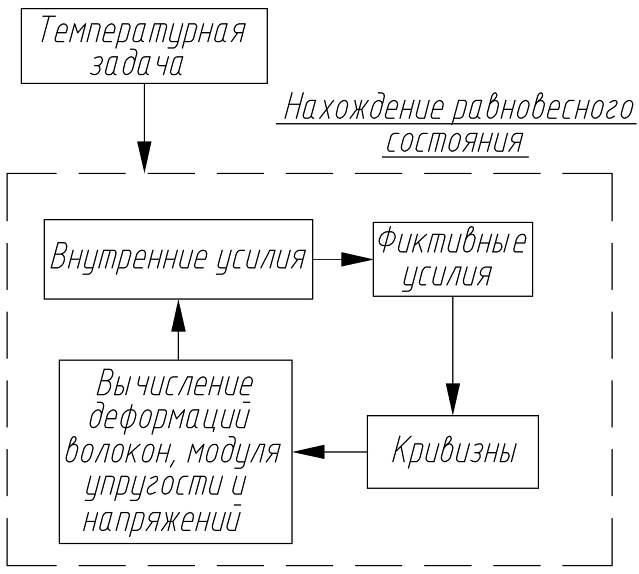 Температурная
задача
Нахождение равновесного
состояния
Внутренние усилия
Фиктивные
усилия
Вычисление
деформаций
волокон, модуля
упругости и
напряжений
Кривизны